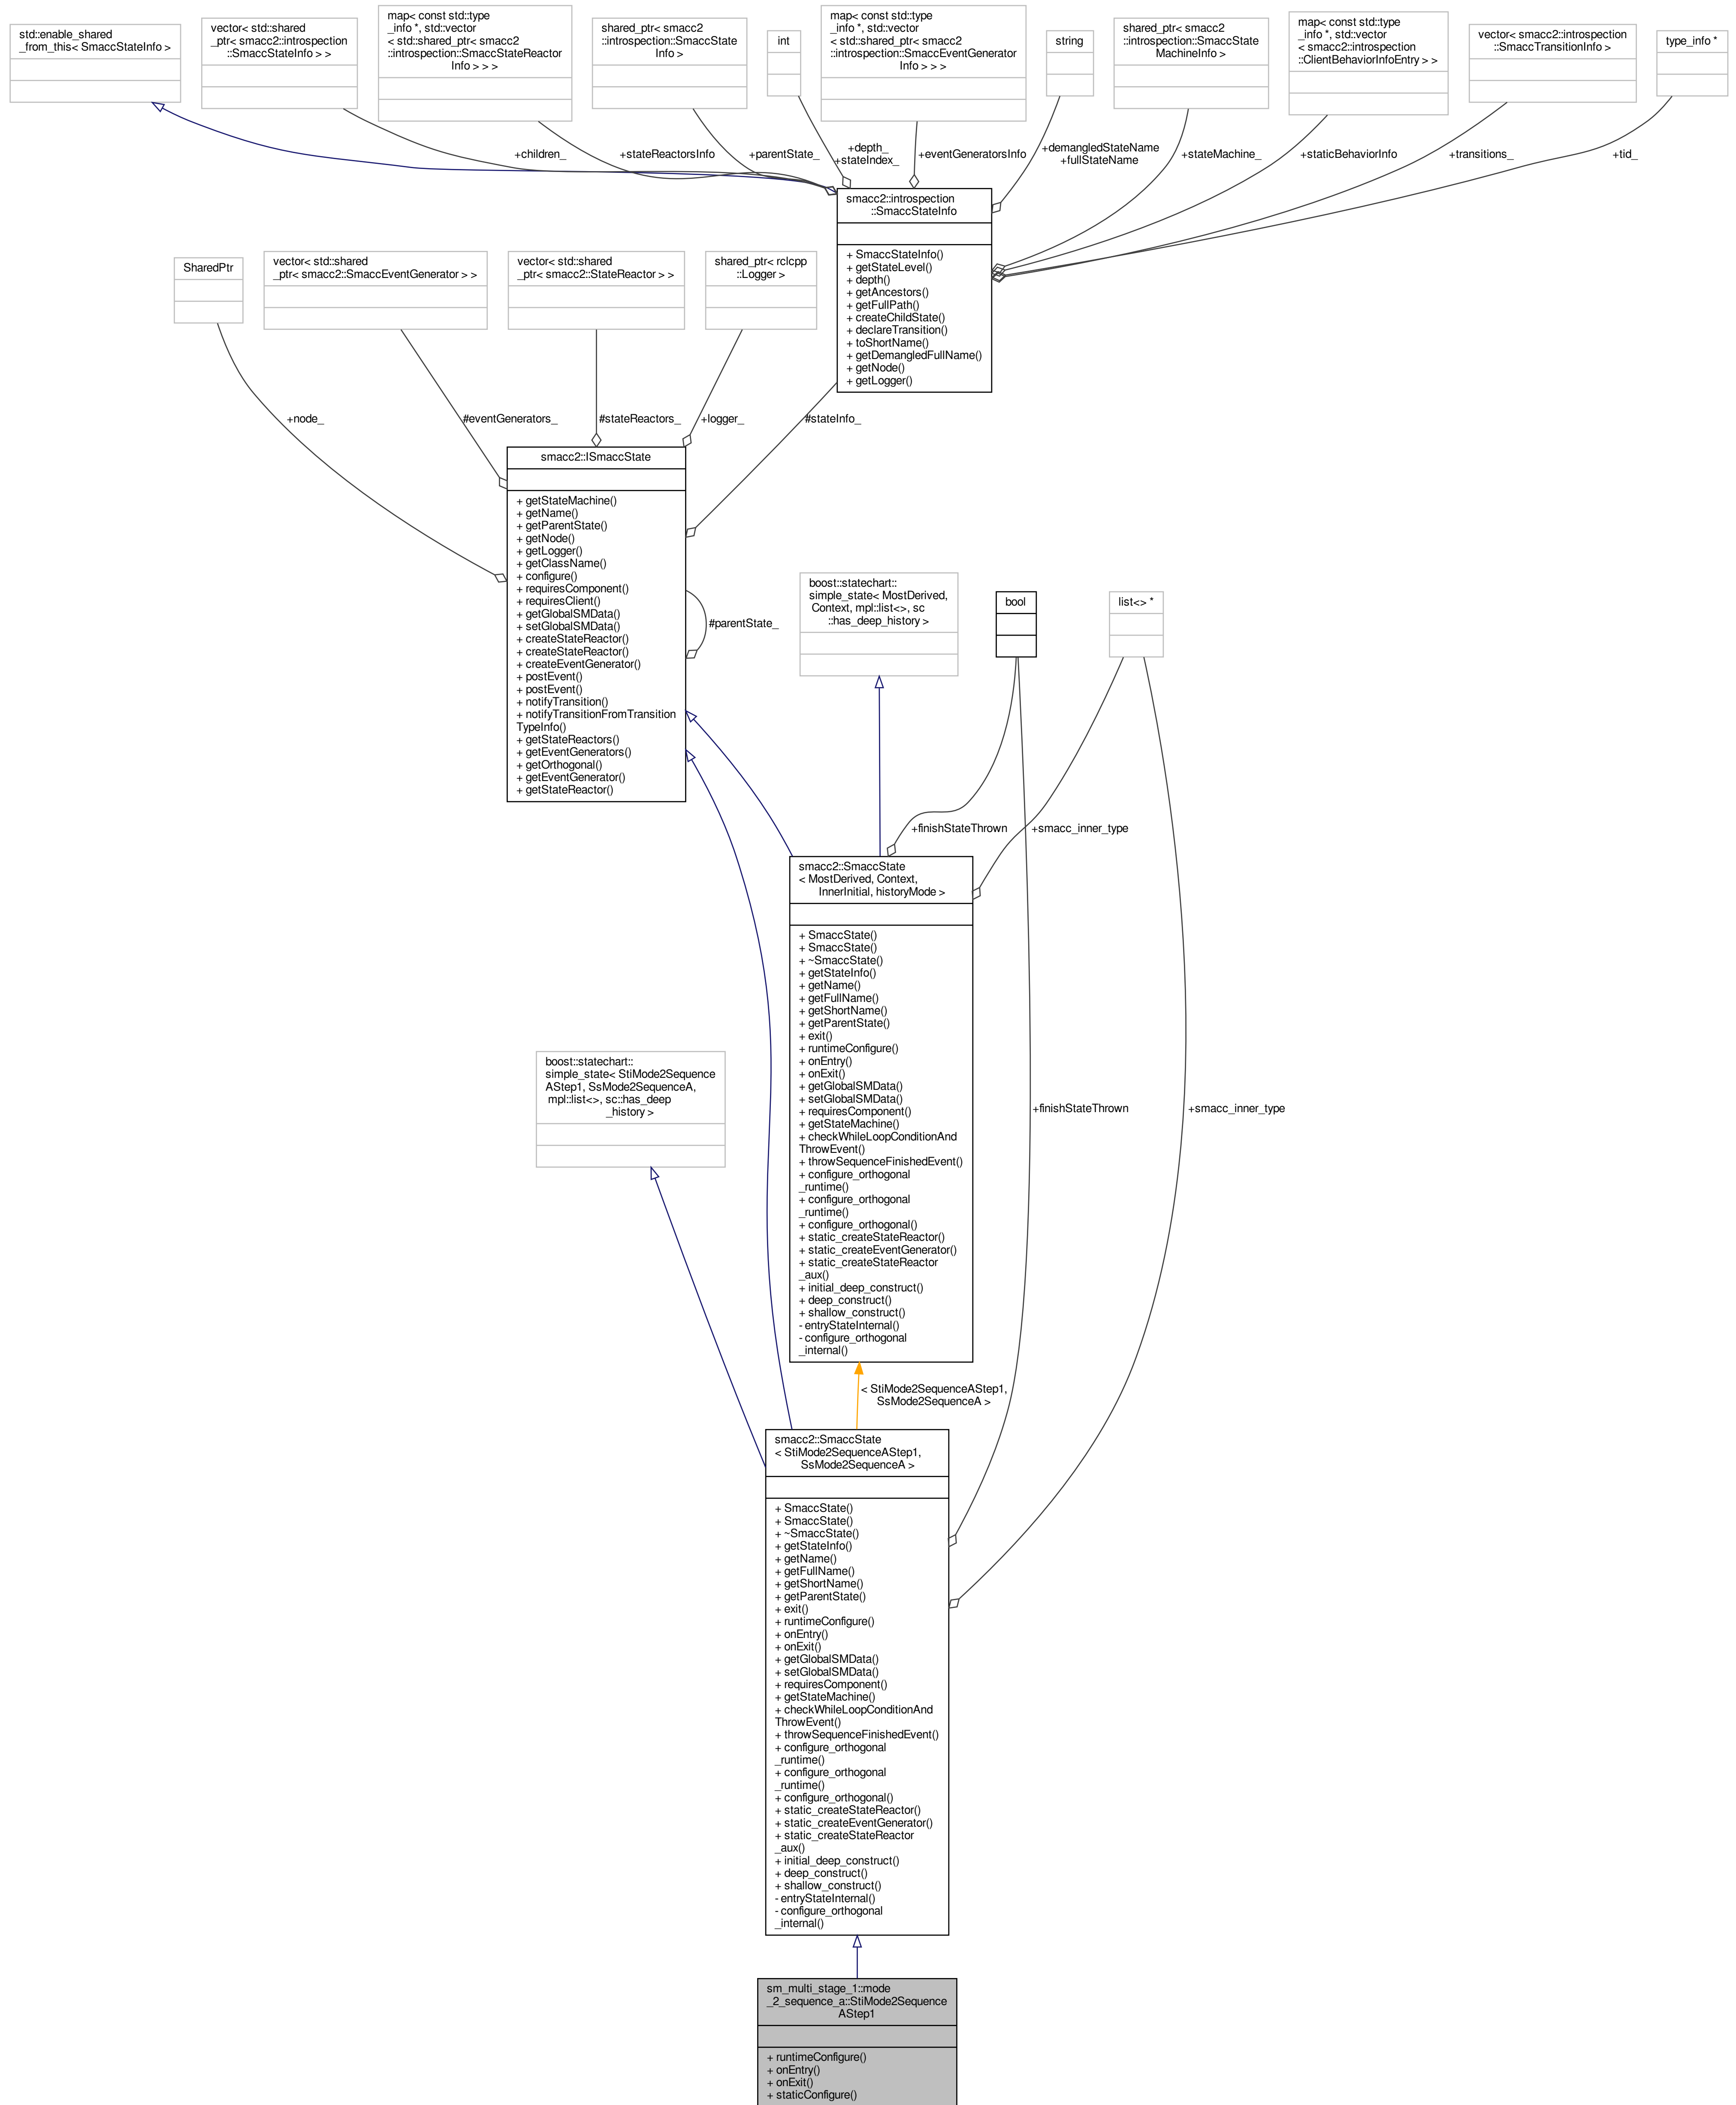 std::enable_shared
_from_this< SmaccStateInfo >
vector< std::shared
_ptr< smacc2::introspection
::SmaccStateInfo > >
map< const std::type
_info *, std::vector
< std::shared_ptr< smacc2
::introspection::SmaccStateReactor
Info > > >
shared_ptr< smacc2
::introspection::SmaccState
Info >
int
map< const std::type
_info *, std::vector
< std::shared_ptr< smacc2
::introspection::SmaccEventGenerator
Info > > >
string
shared_ptr< smacc2
::introspection::SmaccState
MachineInfo >
map< const std::type
_info *, std::vector
< smacc2::introspection
::ClientBehaviorInfoEntry > >
vector< smacc2::introspection
::SmaccTransitionInfo >
type_info *
+children_
+stateReactorsInfo
+parentState_
+depth_
+stateIndex_
+eventGeneratorsInfo
+demangledStateName
+fullStateName
+stateMachine_
+staticBehaviorInfo
+transitions_
+tid_
smacc2::introspection
::SmaccStateInfo
+ SmaccStateInfo()
+ getStateLevel()
+ depth()
+ getAncestors()
+ getFullPath()
+ createChildState()
+ declareTransition()
+ toShortName()
+ getDemangledFullName()
+ getNode()
+ getLogger()
SharedPtr
vector< std::shared
_ptr< smacc2::SmaccEventGenerator > >
vector< std::shared
_ptr< smacc2::StateReactor > >
shared_ptr< rclcpp
::Logger >
+node_
#eventGenerators_
#stateReactors_
+logger_
#stateInfo_
smacc2::ISmaccState
+ getStateMachine()
+ getName()
+ getParentState()
+ getNode()
+ getLogger()
+ getClassName()
+ configure()
+ requiresComponent()
+ requiresClient()
+ getGlobalSMData()
+ setGlobalSMData()
+ createStateReactor()
+ createStateReactor()
+ createEventGenerator()
+ postEvent()
+ postEvent()
+ notifyTransition()
+ notifyTransitionFromTransition
TypeInfo()
+ getStateReactors()
+ getEventGenerators()
+ getOrthogonal()
+ getEventGenerator()
+ getStateReactor()
#parentState_
boost::statechart::
simple_state< MostDerived,
Context, mpl::list<>, sc
::has_deep_history >
bool
list<> *
+finishStateThrown
+smacc_inner_type
smacc2::SmaccState
< MostDerived, Context,
InnerInitial, historyMode >
+ SmaccState()
+ SmaccState()
+ ~SmaccState()
+ getStateInfo()
+ getName()
+ getFullName()
+ getShortName()
+ getParentState()
+ exit()
+ runtimeConfigure()
+ onEntry()
+ onExit()
+ getGlobalSMData()
+ setGlobalSMData()
+ requiresComponent()
+ getStateMachine()
+ checkWhileLoopConditionAnd
ThrowEvent()
+ throwSequenceFinishedEvent()
+ configure_orthogonal
_runtime()
+ configure_orthogonal
_runtime()
+ configure_orthogonal()
+ static_createStateReactor()
+ static_createEventGenerator()
+ static_createStateReactor
_aux()
+ initial_deep_construct()
+ deep_construct()
+ shallow_construct()
- entryStateInternal()
- configure_orthogonal
_internal()
boost::statechart::
simple_state< StiMode2Sequence
AStep1, SsMode2SequenceA,
mpl::list<>, sc::has_deep
_history >
+finishStateThrown
+smacc_inner_type
< StiMode2SequenceAStep1,
SsMode2SequenceA >
smacc2::SmaccState
< StiMode2SequenceAStep1,
SsMode2SequenceA >
+ SmaccState()
+ SmaccState()
+ ~SmaccState()
+ getStateInfo()
+ getName()
+ getFullName()
+ getShortName()
+ getParentState()
+ exit()
+ runtimeConfigure()
+ onEntry()
+ onExit()
+ getGlobalSMData()
+ setGlobalSMData()
+ requiresComponent()
+ getStateMachine()
+ checkWhileLoopConditionAnd
ThrowEvent()
+ throwSequenceFinishedEvent()
+ configure_orthogonal
_runtime()
+ configure_orthogonal
_runtime()
+ configure_orthogonal()
+ static_createStateReactor()
+ static_createEventGenerator()
+ static_createStateReactor
_aux()
+ initial_deep_construct()
+ deep_construct()
+ shallow_construct()
- entryStateInternal()
- configure_orthogonal
_internal()
sm_multi_stage_1::mode
_2_sequence_a::StiMode2Sequence
AStep1
+ runtimeConfigure()
+ onEntry()
+ onExit()
+ staticConfigure()